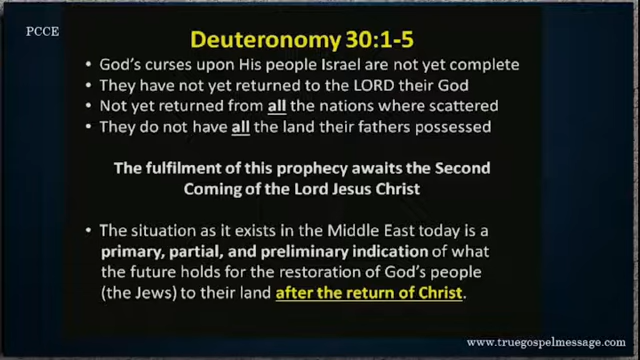 PCCE
Deuteronomy 30:1-5
• God's curses upon His people Israel are not yet complete
• They have not yet returned to the LORD their God
• Not yet returned from all the nations where scattered
• They do not have all the land their fathers possessed
The fulfilment of this prophecy awaits the Second
Coming of the Lord Jesus Christ
• The situation as it exists in the Middle East today is a
primary, partial, and preliminary indication of what
the future holds for the restoration of God's people
(the Jews) to their land after the return of Christ.
www.truegospelmessage.com